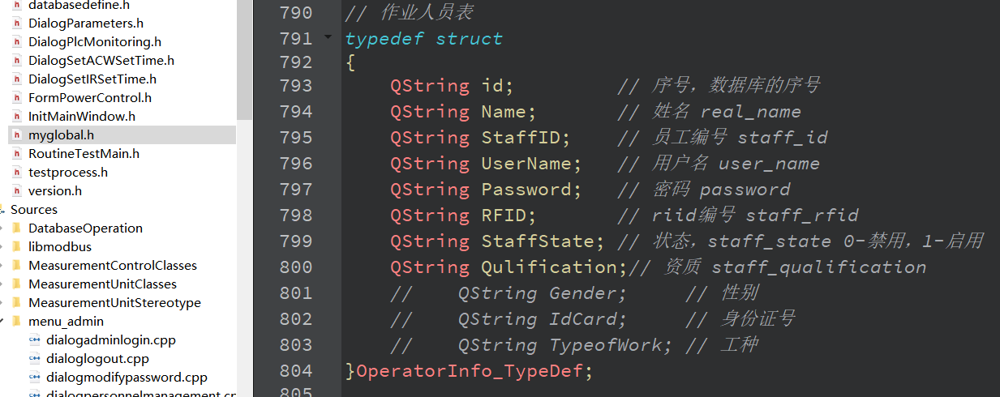 databasedefine.h
DialogParameters.h
DialogPlcMonitoring.h
DialogSetACWSetTime.h
DialogSetIRSetTime.h
FormPowerControl.h
InitMainWindow.h
myglobal.h
RoutineTestMain.h
testprocess.h
version.h
Sources
DatabaseOperation
libmodbus
MeasurementControlClasses
MeasurementUnitClasses
MeasurementUnitStereotype
menu_admin
dialogadminlogin.cpp
dialoglogout.cpp
dialogmodifypassword.cpp
dialogpersonnelmanagement.cp
790 // 作业人员表
791 typedef struct
792 {
793 QString id; // 序号，数据库的序号
794 QString Name; // 姓名 real_name
795 QString StaffID; // 员工编号 staff_id
796 QString UserName; // 用户名 user_name
797 QString Password; // 密码 password
798 QString RFID; // riid编号 staff_rfid
799 QString StaffState; // 状态，staff_state 0-禁用，1-启用
800 QString Qulification;// 资质 staff_qualification
801 // QString Gender; // 性别
802 // QString IdCard; // 身份证号
803 // QString TypeofWork; // 工种
804 }OperatorInfo_TypeDef;
805